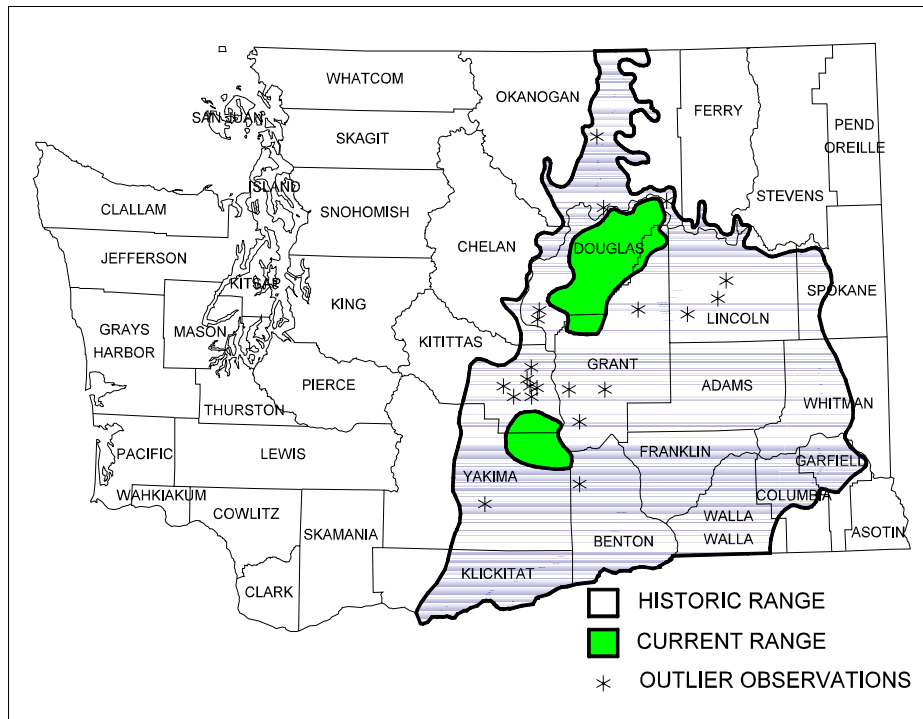 WHATCOM
OKANOGAN
FERRY
PEND
OREILLE
SAN JUAN
SKAGIT
ISLAND
STEVENS
CLALLAM
SNOHOMISH
CHELAN
DOUGLAS
JEFFERSON
KITSAP
KING
SPOKANE
LINCOLN
GRAYS
HARBOR
MASON
KITITTAS
GRANT
PIERCE
ADAMS
THURSTON
WHITMAN
PACIFIC
LEWIS
FRANKLIN
GARFIELL
YAKIMA
WAHKIAKUM
COLUMBIA
COWLITZ
SKAMANIA
WALLA
WALLA
ASOTIN
BENTON
KLICKITAT
CLARK
HISTORIC RANGE
CURRENT RANGE
OUTLIER OBSERVATIONS